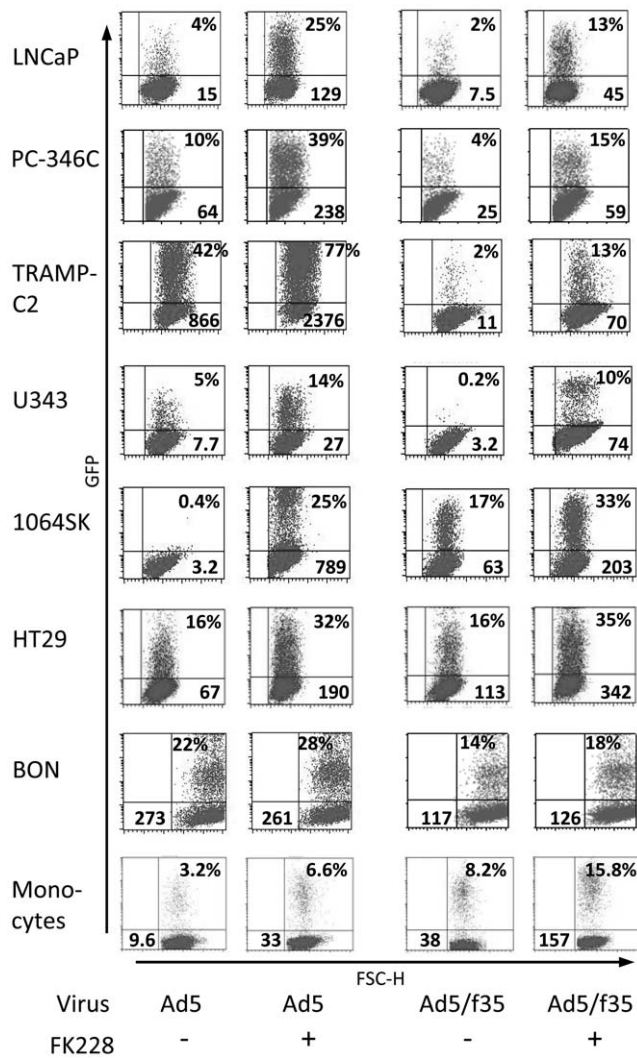 4% 25% 2% 13%
LNCaP
15 129 7.5 45
10% 39% 4% 15%
PC-346C
64 238 25 59
42% 77% 2% 13%
TRAMP-
C2
866 2376 11 70
5% 14% 0.2% 10%
U343
7.7 27 3.2 74
GFP
0.4% 25% 17% 33%
1064SK
3.2 789 63 203
16% 32% 16% 35%
HT29
67 190 113 342
22% 28% 14% 18%
BON
273 261 117 126
3.2% 6.6% 8.2% 15.8%
Mono-
cytes
9.6 33 38 157
FSC-H
Virus Ad5 Ad5 Ad5/f35 Ad5/f35
FK228 - + - +